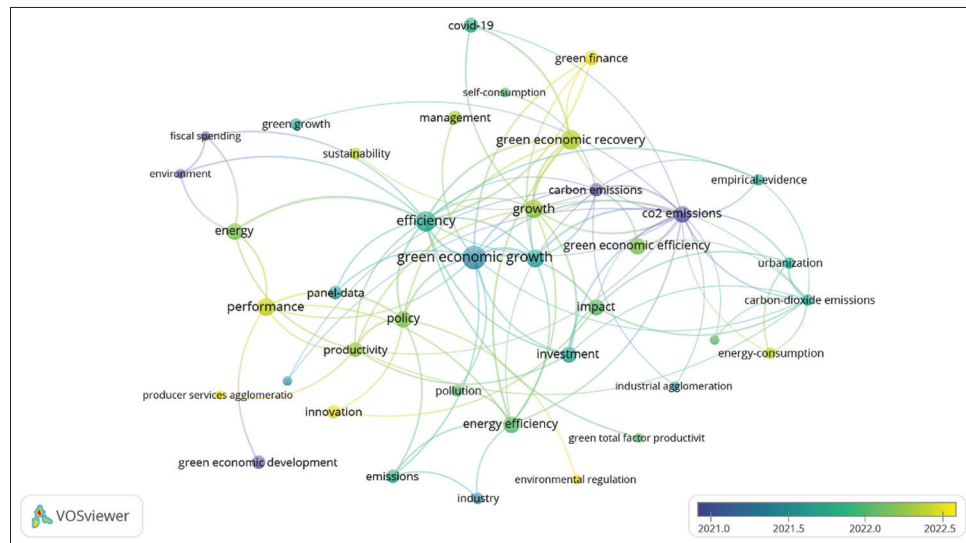 covid-19
green finance
self-consumption
management
green growth
fiscal spending
green economic recovery
sustainability
environment
empirical-evidence
carbon emissions
growth
co2 emissions
efficiency
energy
green economic efficiency
green economic growth
urbanization
panel-data
carbon-dioxide emissions
performance
impact
policy
productivity
investment
energy-consumption
industrial agglomeration
pollution
producer services agglomeratio
innovation
energy efficiency
green total factor productivit
green economic development
emissions
environmental regulation
industry
VOSviewer
2021.0 2021.5 2022.0 2022.5